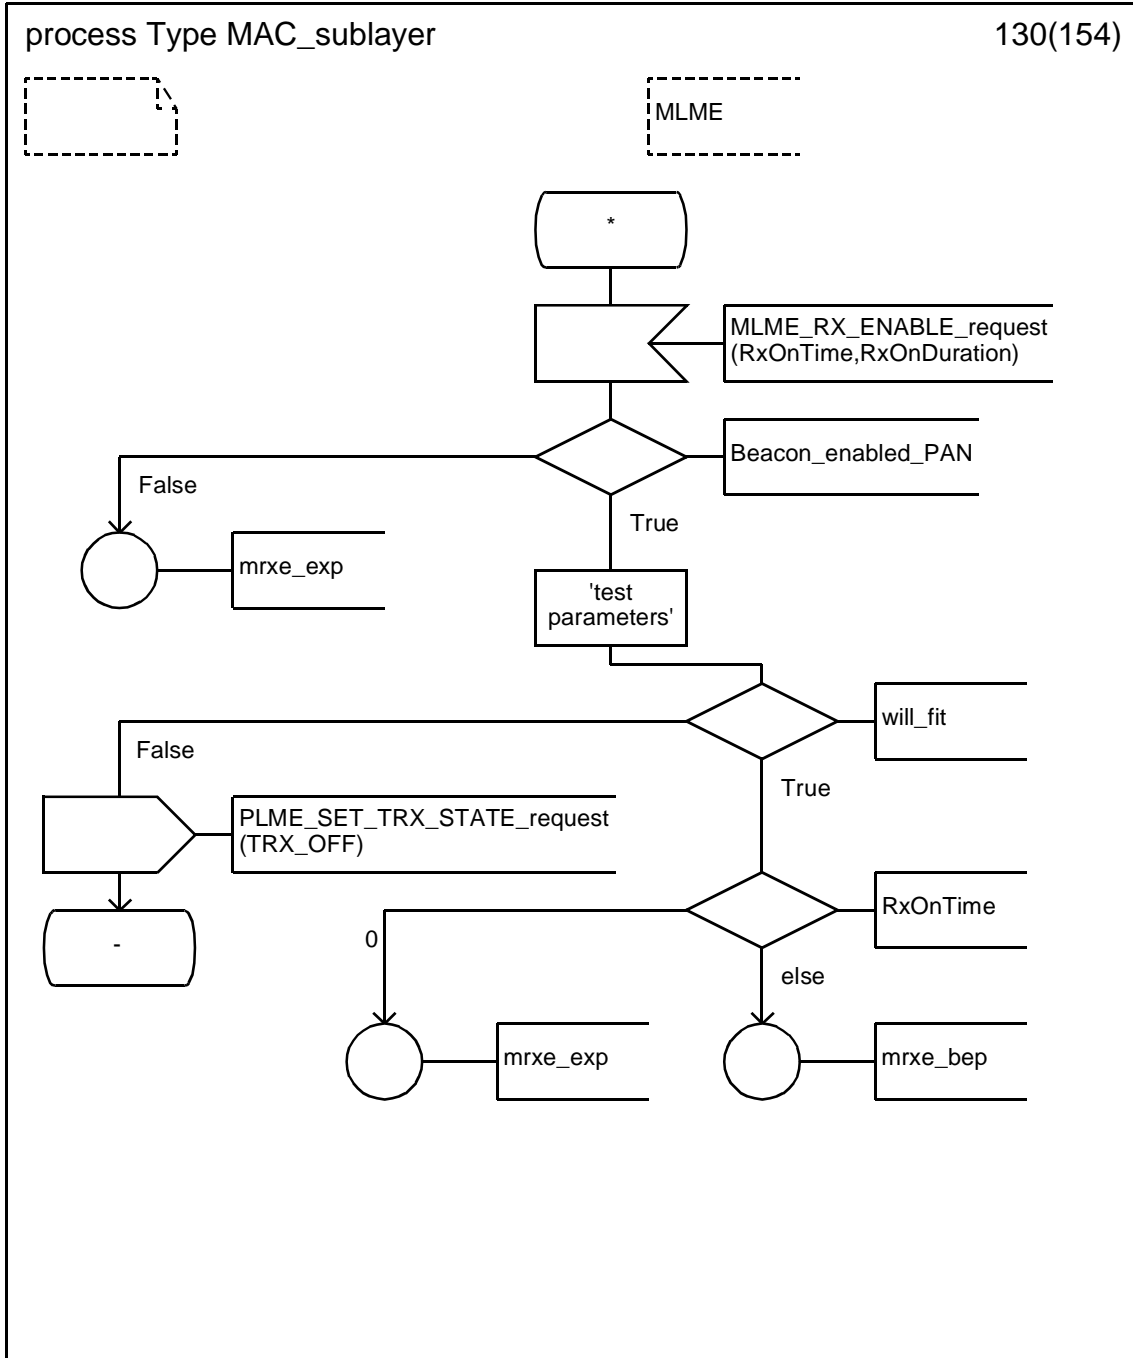 process Type MAC_sublayer
130(154)
MLME
*
MLME_RX_ENABLE_request
(RxOnTime,RxOnDuration)
Beacon_enabled_PAN
False
True
mrxe_exp
'test
parameters'
will_fit
False
True
PLME_SET_TRX_STATE_request
(TRX_OFF)
RxOnTime
-
0
else
mrxe_exp
mrxe_bep